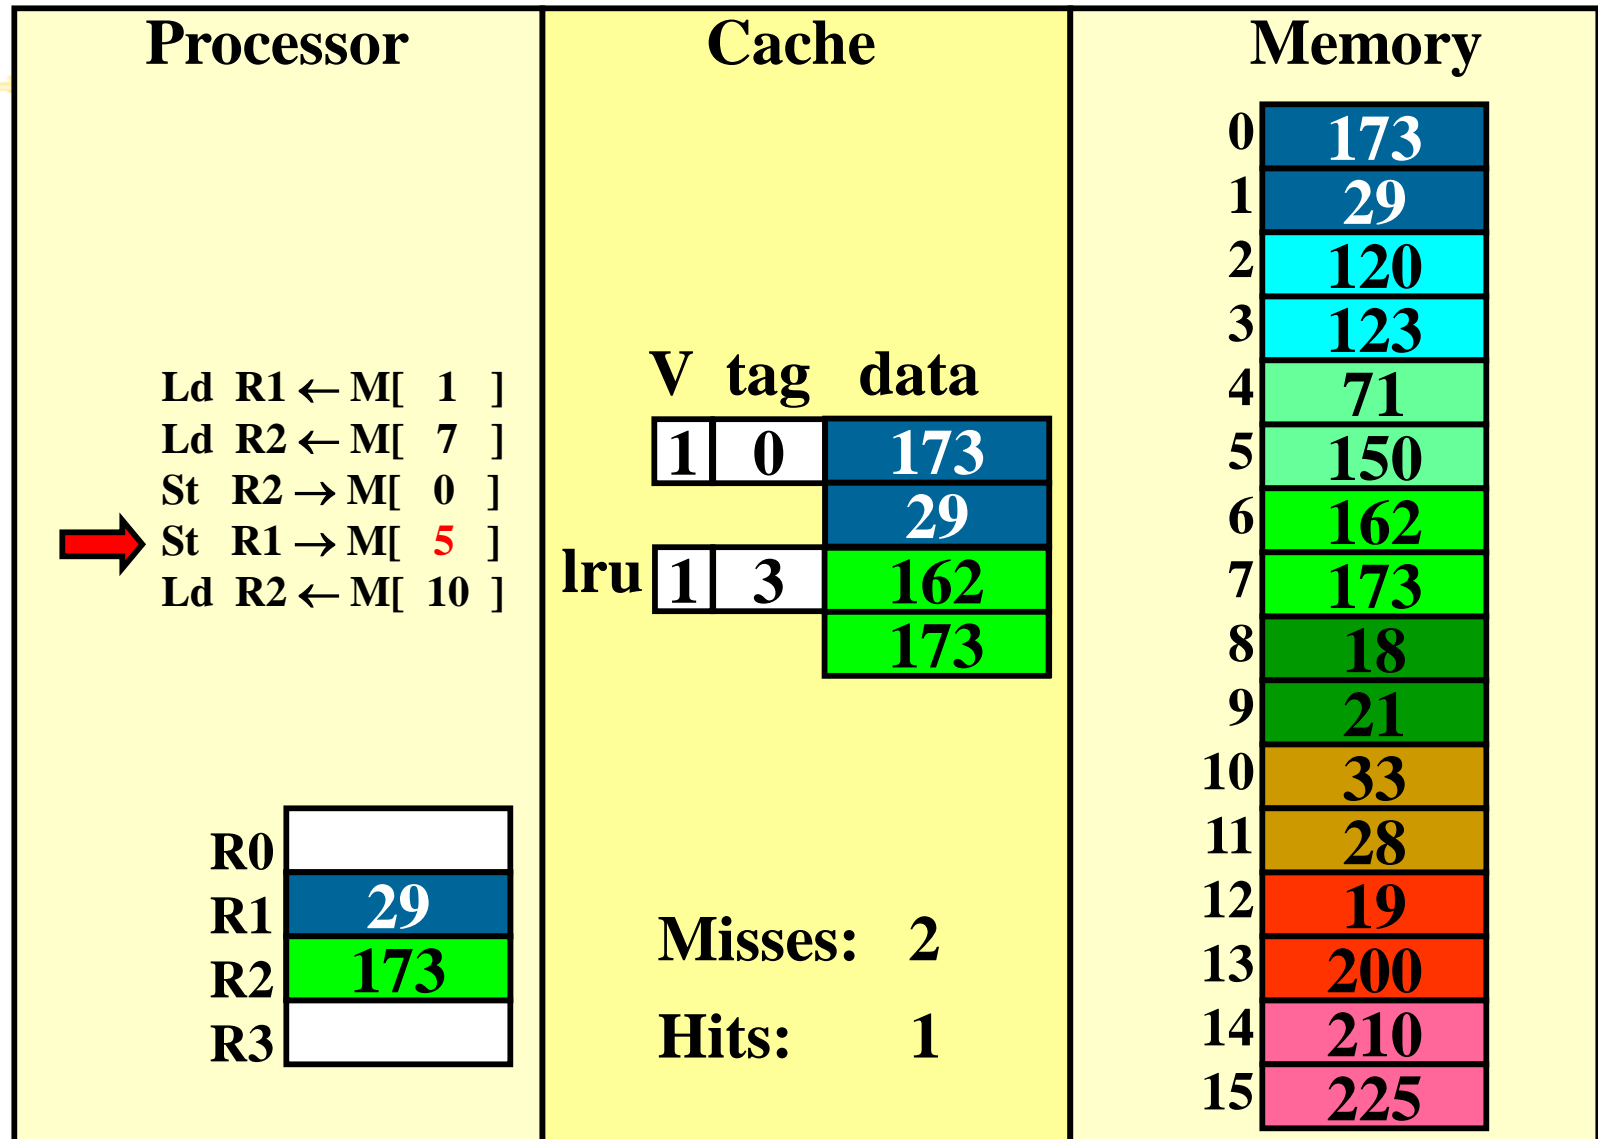 Processor
Ld R1 ← M[ 1 ]
Ld R2 ← M[ 7 ]
St R2 → M[ 0 ]
St R1 → M[ 5 ]
Ld R2 ← M[ 10 ]
R0
R1 29
R2 173
R3
Cache
V tag data
1 0 173
29
lru 1 3 162
173
Misses: 2
Hits: 1
Memory
0 173
1 29
2 120
3 123
4 71
5 150
6 162
7 173
8 18
9 21
10 33
11 28
12 19
13 200
14 210
15 225